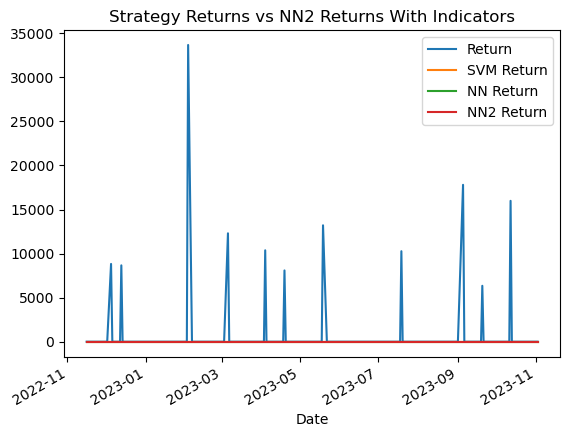 Strategy Returns vs NN2 Returns With Indicators
35000
30000
25000
20000
15000
10000
5000
0
Return
SVM Return
NN Return
NN2 Return
2022-11
2023-01
2023-03
2023-05
2023-07
2023-09
2023-11
Date